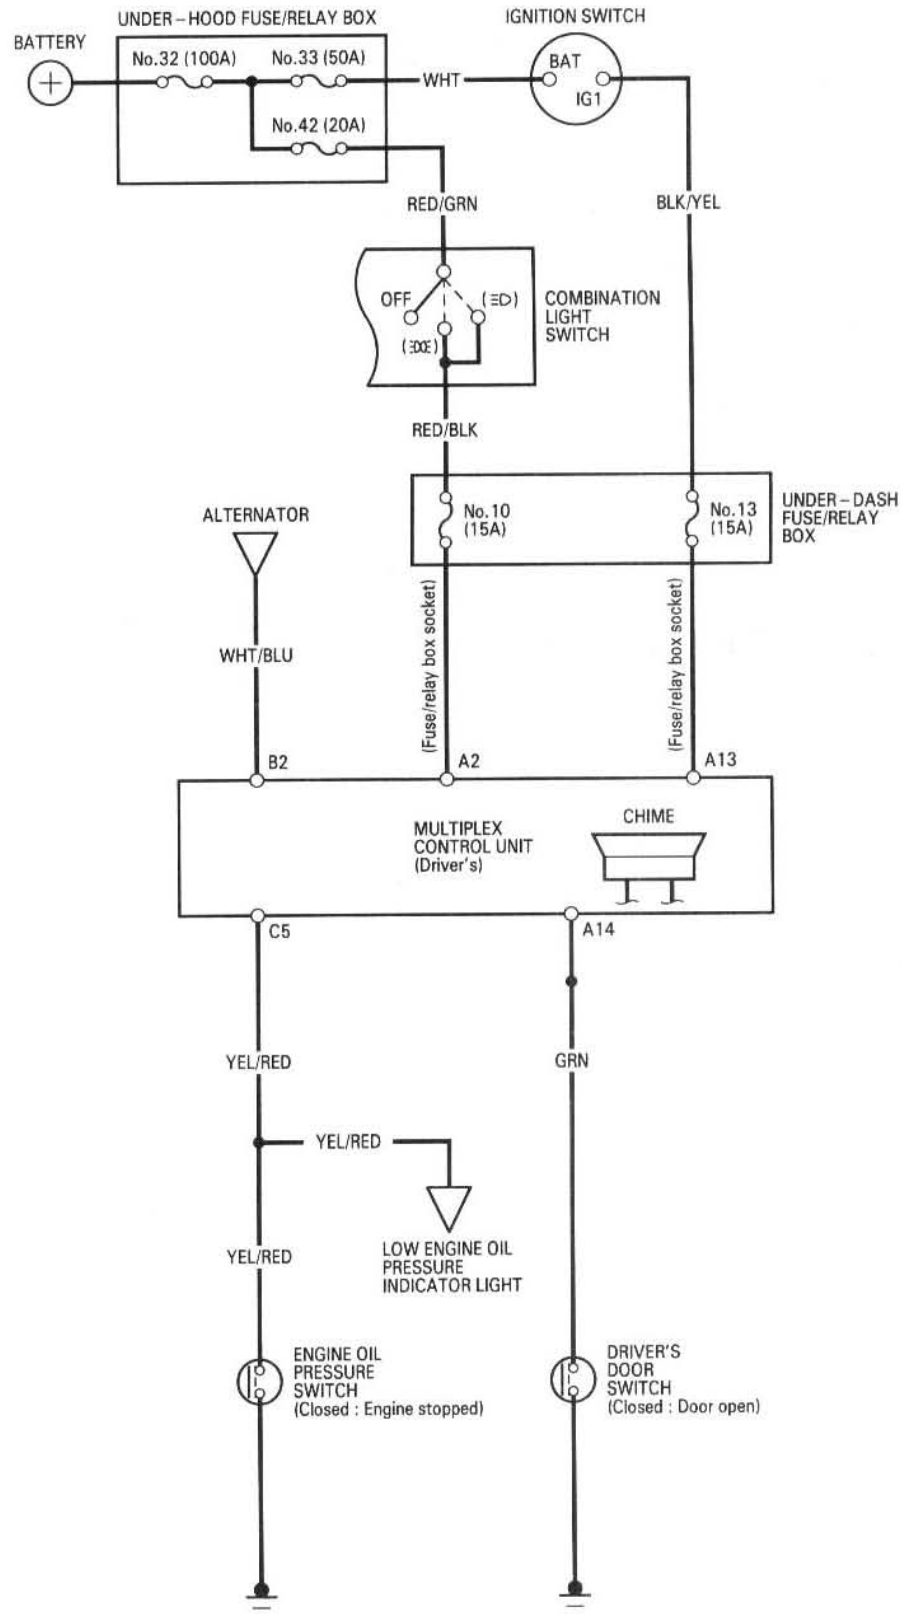 UNDER-HOOD FUSE/RELAY BOX
IGNITION SWITCH
BATTERY
No.32 (100A)
No.33 (50A)
BAT
WHT
IG1
No.42 (20A)
RED/GRN
BLK/YEL
OFF
COMBINATION
LIGHT
SWITCH
RED/BLK
UNDER-DASH
FUSE/RELAY
BOX
No.10
(15A)
No.13
(15A)
ALTERNATOR
(Fuse/relay box socket)
(Fuse/relay box socket)
WHT/BLU
B2
A2
A13
CHIME
MULTIPLEX
CONTROL UNIT
(Driver's)
C5
A14
YEL/RED
GRN
YEL/RED
YEL/RED
LOW ENGINE OIL
PRESSURE
INDICATOR LIGHT
ENGINE OIL
PRESSURE
SWITCH
(Closed : Engine stopped)
DRIVER'S
DOOR
SWITCH
(Closed : Door open)